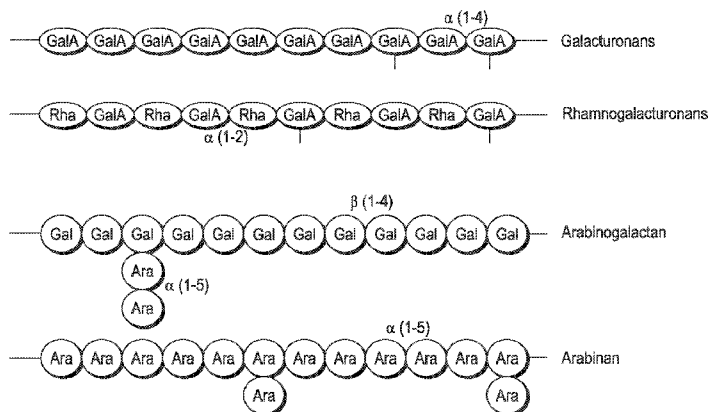 α (1-4)
GalA GalA GalA GalA GalA GalA GalA GalA GalA GalA Galacturonans
Rha GalA Rha GalA Rha GalA Rha GalA Rha GalA Rhamnogalacturonans
α (1-2)
β (1-4)
Gal Gal Gal Gal Gal Gal Gal Gal Gal Gal Gal Gal Arabinogalactan
Ara
α (1-5)
Ara
α (1-5)
Ara Ara Ara Ara Ara Ara Ara Ara Ara Ara Ara Ara Arabinan
Ara Ara